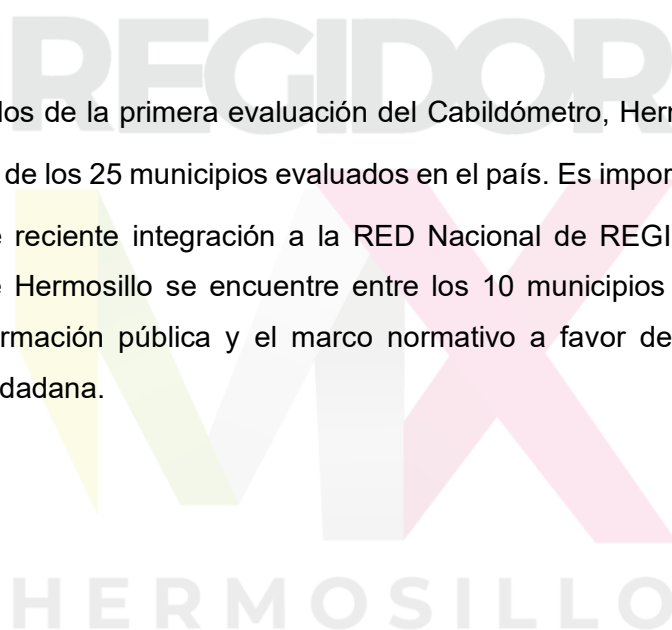 REGIDOR
los de la primera evaluación del Cabildómetro, Herm
de los 25 municipios evaluados en el país. Es impor
e reciente integración a la RED Nacional de REGI
e Hermosillo se encuentre entre los 10 municipios
rmación pública y el marco normativo a favor de
dadana.
MX
HERMOSILLO